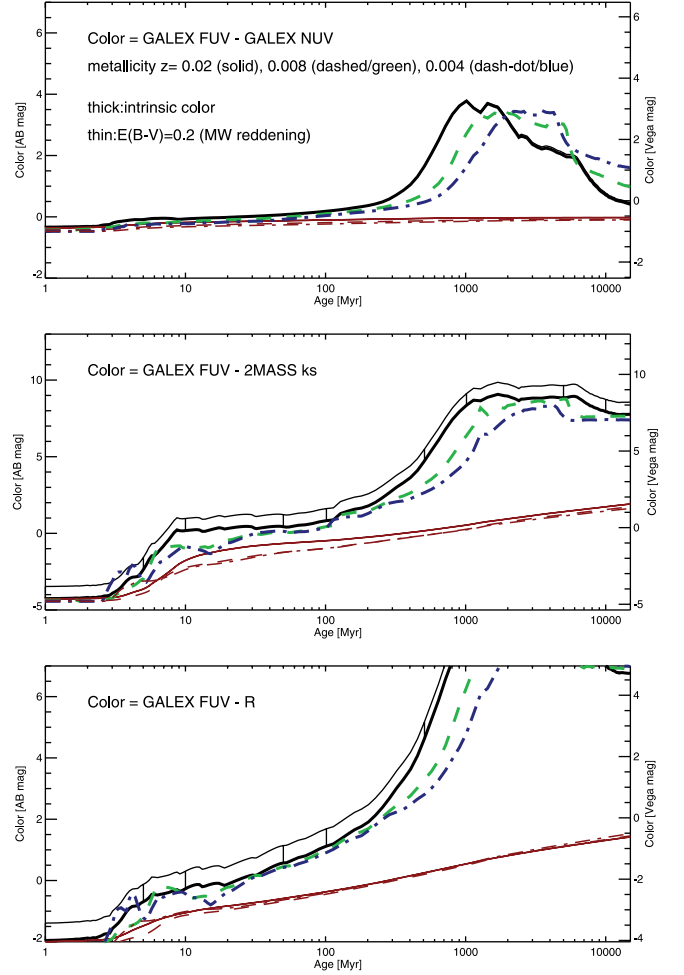 Color = GALEX FUV - GALEX NUV
metallicity z= 0.02 (solid), 0.008 (dashed/green), 0.004 (dash-dot/blue)
thick:intrinsic color
thin:E(B-V)=0.2 (MW reddening)
Color [AB mag]
6
4
2
0
-2
Color [Vega mag]
6
4
2
0
-2
1
10
100
1000
10000
Age [Myr]
Color = GALEX FUV - 2MASS ks
Color [AB mag]
10
5
0
-5
Color [Vega mag]
10
5
0
-5
1
10
100
1000
10000
Age [Myr]
Color = GALEX FUV - R
Color [AB mag]
6
4
2
0
-2
Color [Vega mag]
4
2
0
-2
-4
1
10
100
1000
10000
Age [Myr]